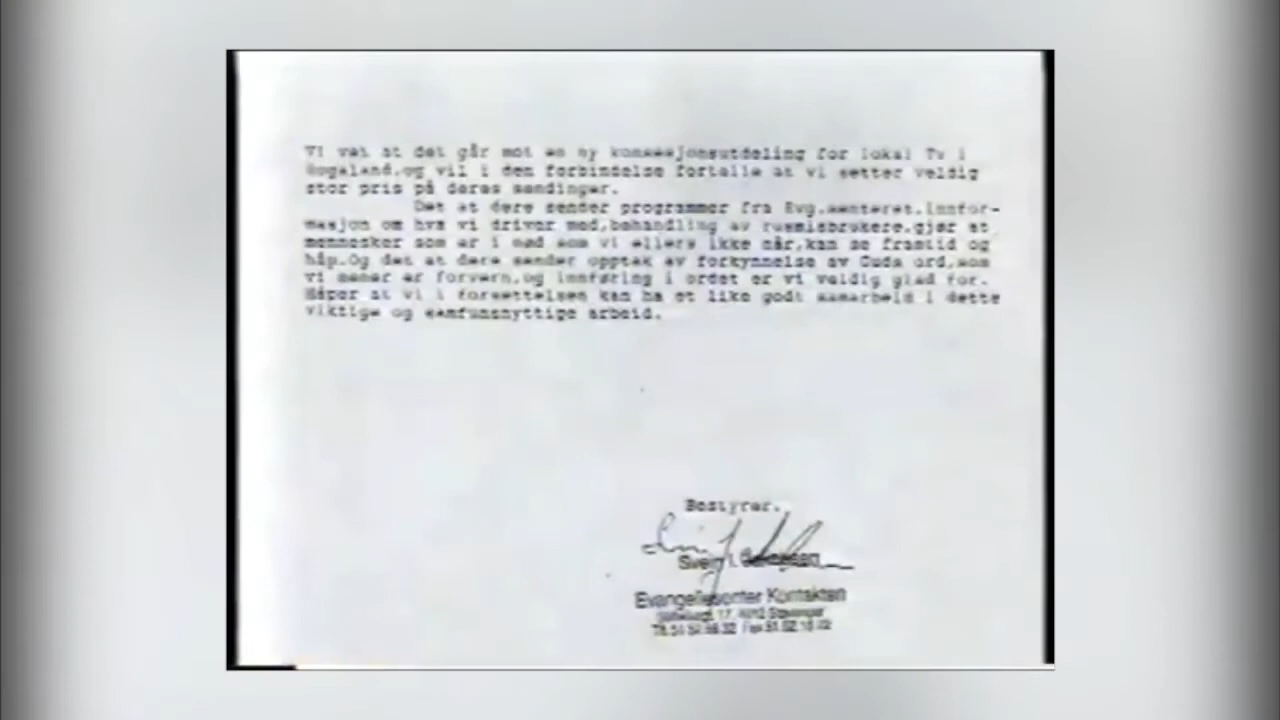 Vi vet at det går mot en ny konsesjonsutdeling for lokal Tv i
Rogaland,og vil i den forbindelse fortelle at vi setter veldig
stor pris på deres sendinger.
Det at dere sender programmer fra Evg.senteret.Innfor-
masjon om hva vi driver med,behandling av rusmisbrukere.gjør at
mennesker som er i nød som vi ellers ikke når,kan se framtid og
håp.Og det at dere sender opptak av forkynnelse av Guds ord,som
vi mener er forvern,og innføring i ordet er vi veldig glad for.
Håper at vi i forsettelsen kan ha et like godt samarbeid i dette
viktige og samfunsnyttige arbeid.
Bestyrer.
Svein
Evangeliesenter Kontakten
17, Stavanger